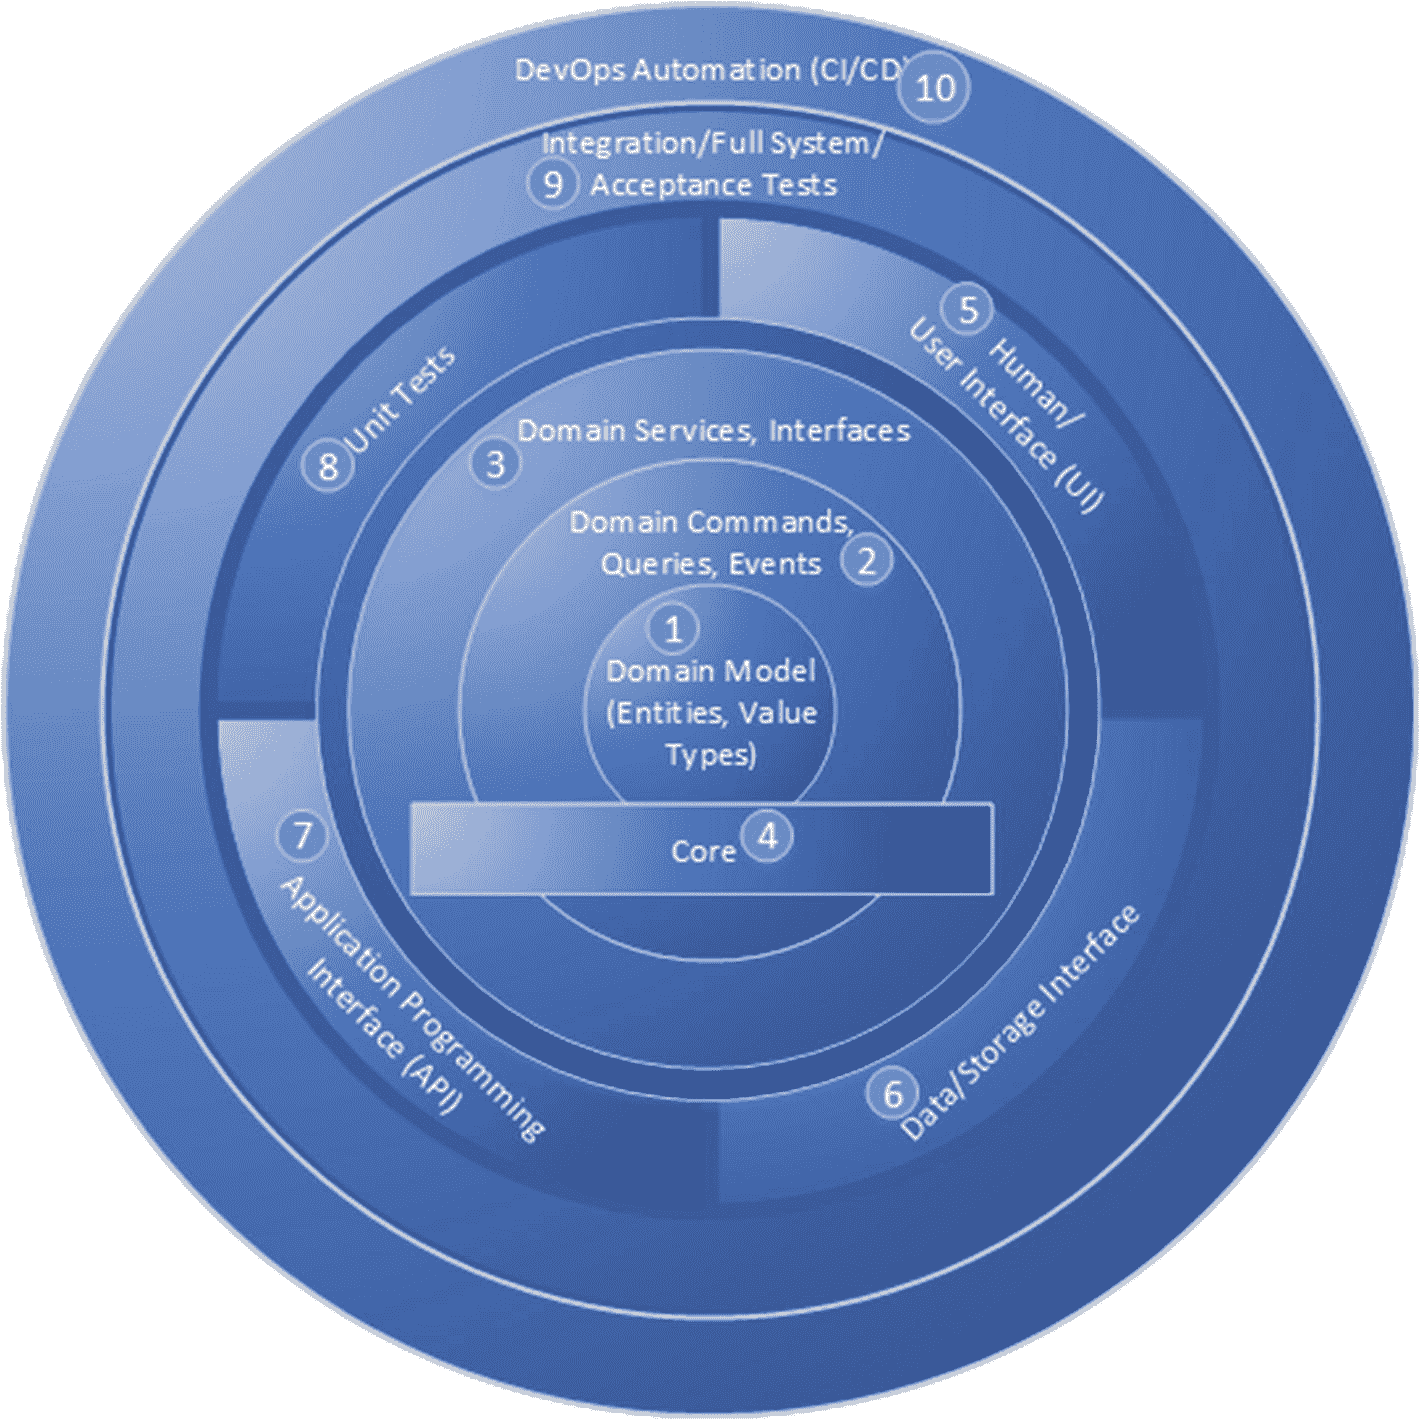 DevOps Automation (CI/CD)
10
Integration/Full System/
9 Acceptance Tests
5
Human/
User Interface (UI)
8 Unit Tests
Domain Services, Interfaces
3
Domain Commands,
Queries, Events 2
1
Domain Model
(Entities, Value
Types)
Core 4
7
Application Programming
Interface (API)
6
Data/Storage Interface